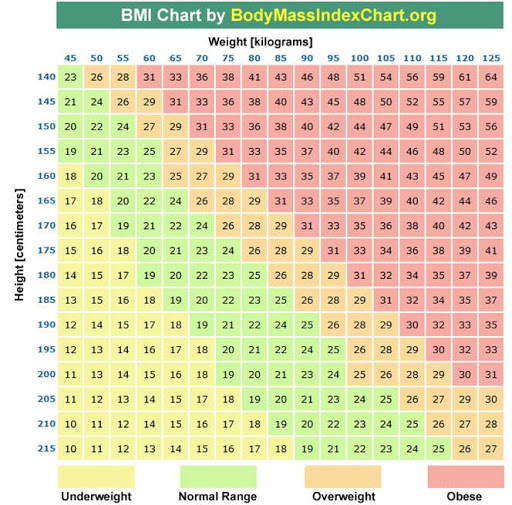 BMI Chart by BodyMassIndexChart.org
Weight [kilograms]
45 50 55 60 65 70 75 80 85 90 95 100 105 110 115 120 125
Height [centimeters]
140 23 26 28 31 33 36 38 41 43 46 48 51 54 56 59 61 64
145 21 24 26 29 31 33 36 38 40 43 45 48 50 52 55 57 59
150 20 22 24 27 29 31 33 36 38 40 42 44 47 49 51 53 56
155 19 21 23 25 27 29 31 33 35 37 40 42 44 46 48 50 52
160 18 20 21 23 25 27 29 31 33 35 37 39 41 43 45 47 49
165 17 18 20 22 24 26 28 29 31 33 35 37 39 40 42 44 46
170 16 17 19 21 22 24 26 28 29 31 33 35 36 38 40 42 43
175 15 16 18 20 21 23 24 26 28 29 31 33 34 36 38 39 41
180 14 15 17 19 20 22 23 25 26 28 29 31 32 34 35 37 39
185 13 15 16 18 19 20 22 23 25 26 28 29 31 32 34 35 37
190 12 14 15 17 18 19 21 22 24 25 26 28 29 30 32 33 35
195 12 13 14 16 17 18 20 21 22 24 25 26 28 29 30 32 33
200 11 13 14 15 16 18 19 20 21 23 24 25 26 28 29 30 31
205 11 12 13 14 15 17 18 19 20 21 23 24 25 26 27 29 30
210 10 11 12 14 15 16 17 18 19 20 22 23 24 25 26 27 28
215 10 11 12 13 14 15 16 17 18 19 21 22 23 24 25 26 27
Underweight Normal Range Overweight Obese